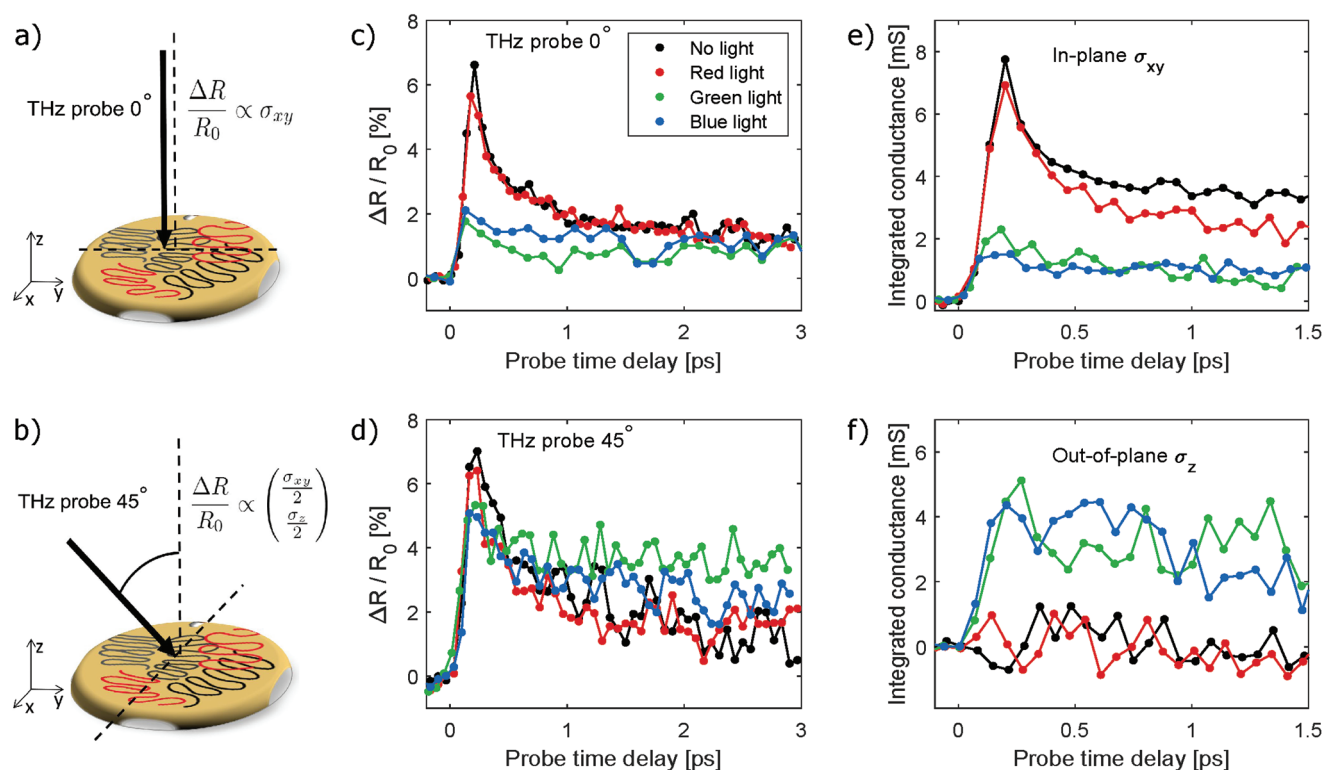 a)
THz probe 0°
ΔR / R₀ ∝ σxy
z
y
x
b)
THz probe 45°
ΔR / R₀ ∝ (σxy / 2
σz / 2)
z
y
x
c)
THz probe 0°
No light
Red light
Green light
Blue light
ΔR / R₀ [%]
8
6
4
2
0
0 1 2 3
Probe time delay [ps]
d)
THz probe 45°
ΔR / R₀ [%]
8
6
4
2
0
0 1 2 3
Probe time delay [ps]
e)
In-plane σxy
Integrated conductance [mS]
8
6
4
2
0
0 0.5 1 1.5
Probe time delay [ps]
f)
Out-of-plane σz
Integrated conductance [mS]
6
4
2
0
0 0.5 1 1.5
Probe time delay [ps]